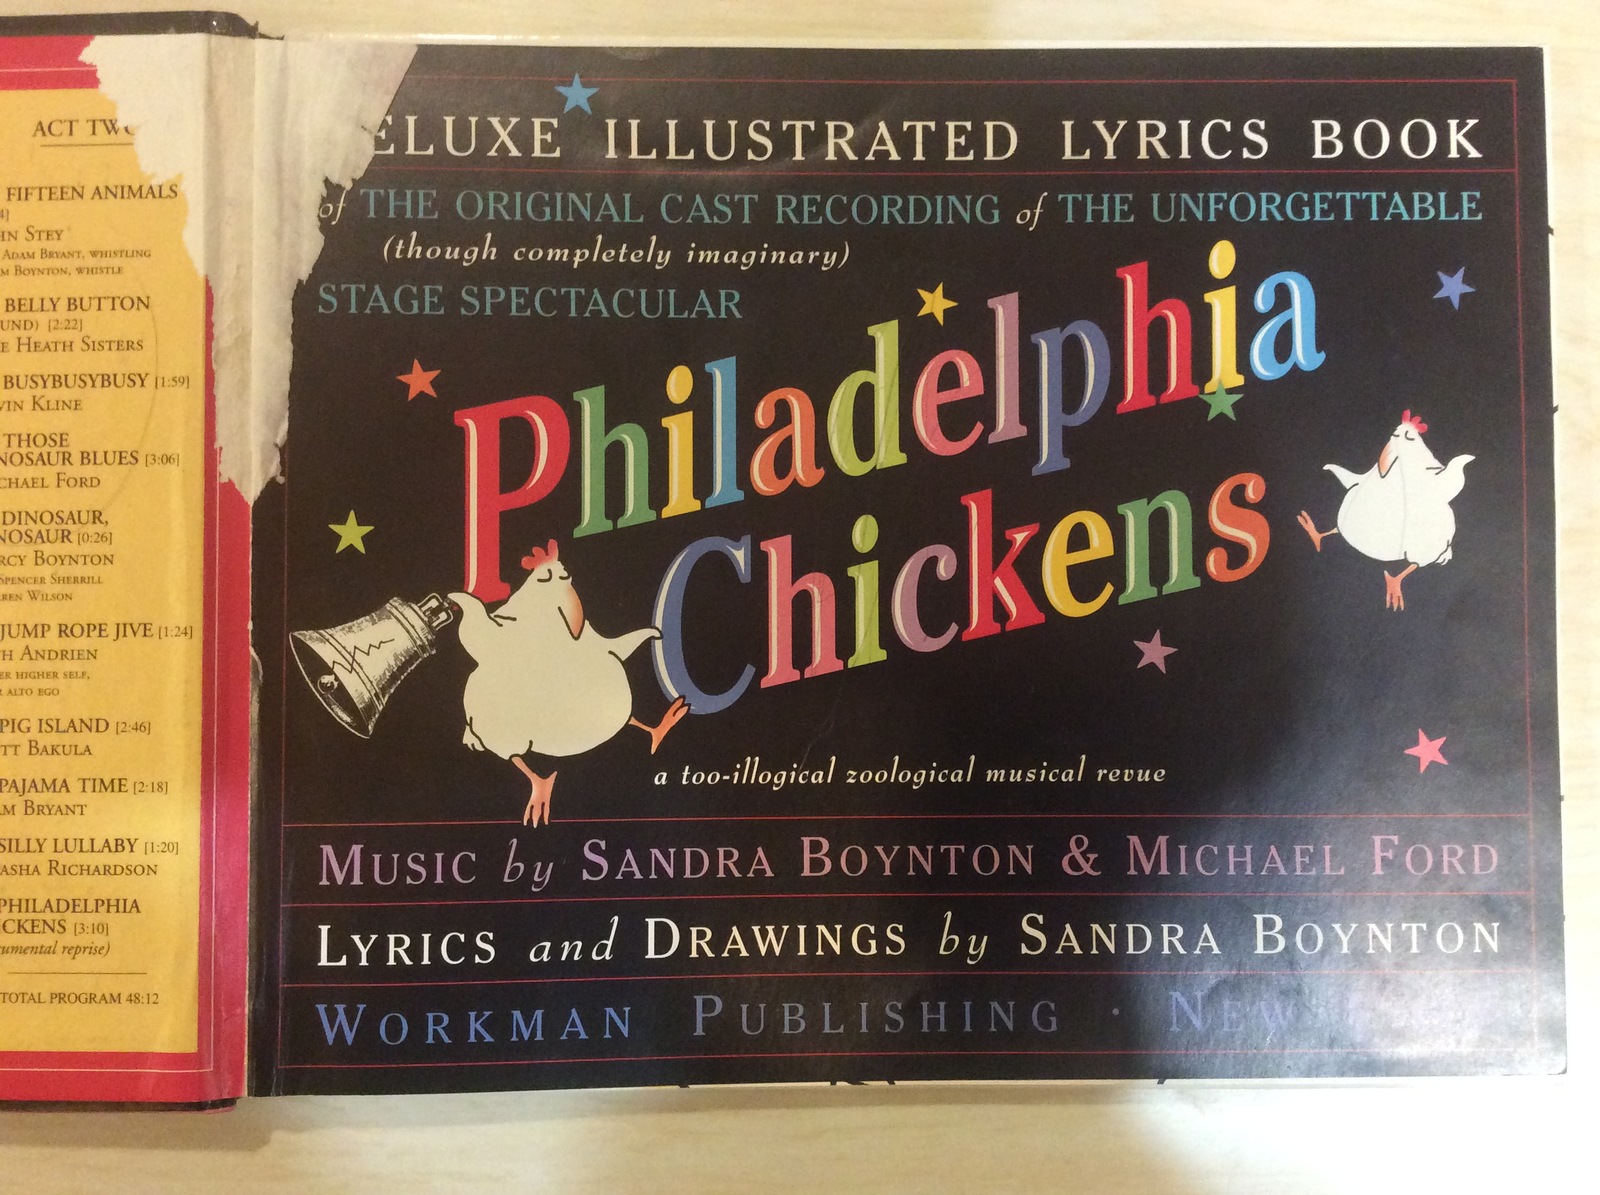 ACT TWO
FIFTEEN ANIMALS
4]
IN STEY
ADAM BRYANT, WHISTLING
M BOYNTON, WHISTLE
BELLY BUTTON
UND) [2:22]
E HEATH SISTERS
BUSYBUSYBUSY [1:59]
VIN KLINE
THOSE
NOSAUR BLUES [3:06]
CHAEL FORD
DINOSAUR,
NOSAUR [0:26]
RCY BOYNTON
SPENCER SHERRILL
REN WILSON
JUMP ROPE JIVE [1:24]
H ANDRIEN
ER HIGHER SELF,
R ALTO EGO
PIG ISLAND [2:46]
TT BAKULA
PAJAMA TIME [2:18]
AM BRYANT
SILLY LULLABY [1:20]
ASHA RICHARDSON
PHILADELPHIA
CKENS [3:10]
umental reprise)
TOTAL PROGRAM 48:12
ELUXE ILLUSTRATED LYRICS BOOK
of THE ORIGINAL CAST RECORDING of THE UNFORGETTABLE
(though completely imaginary)
STAGE SPECTACULAR
Philadelphia
Chickens
a too-illogical zoological musical revue
MUSIC by SANDRA BOYNTON & MICHAEL FORD
LYRICS and DRAWINGS by SANDRA BOYNTON
WORKMAN PUBLISHING · NEW